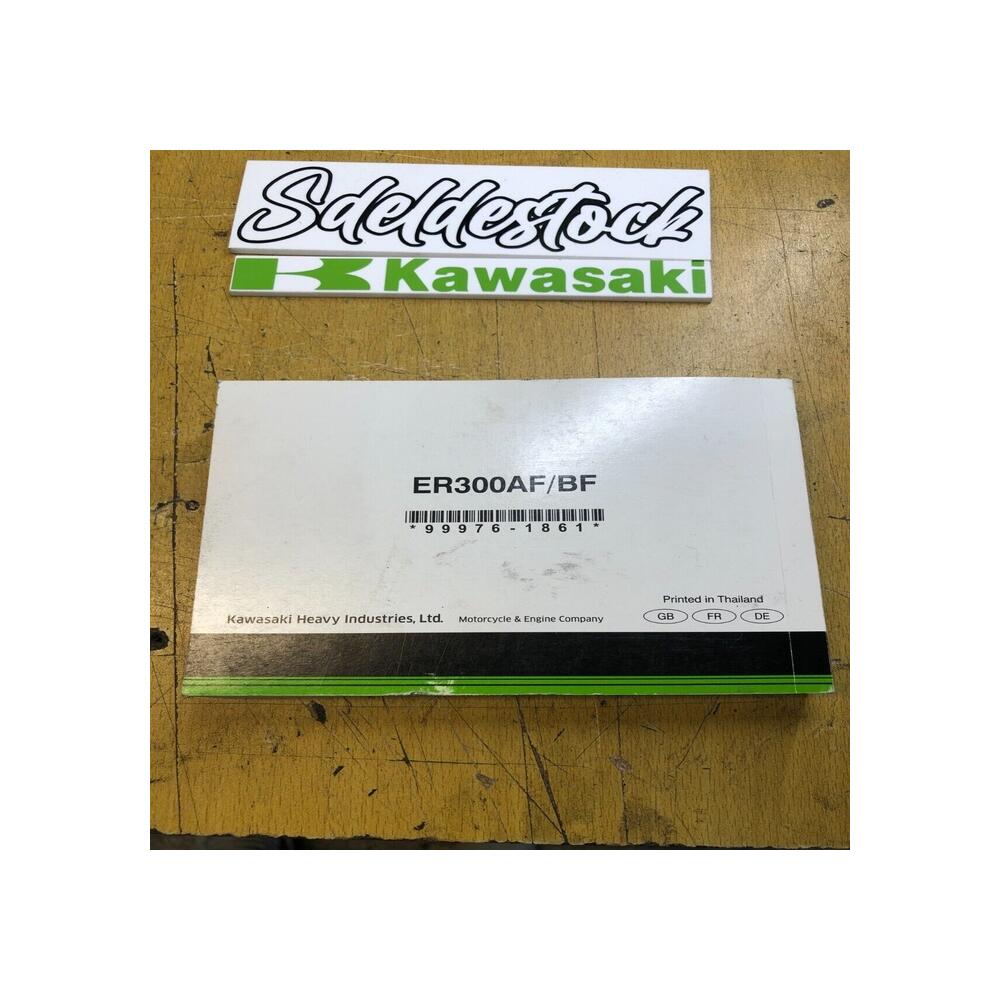 Sdeldestock
Kawasaki
ER300AF/BF
*99976-1861*
Printed in Thailand
Kawasaki Heavy Industries, Ltd. Motorcycle & Engine Company GB FR DE